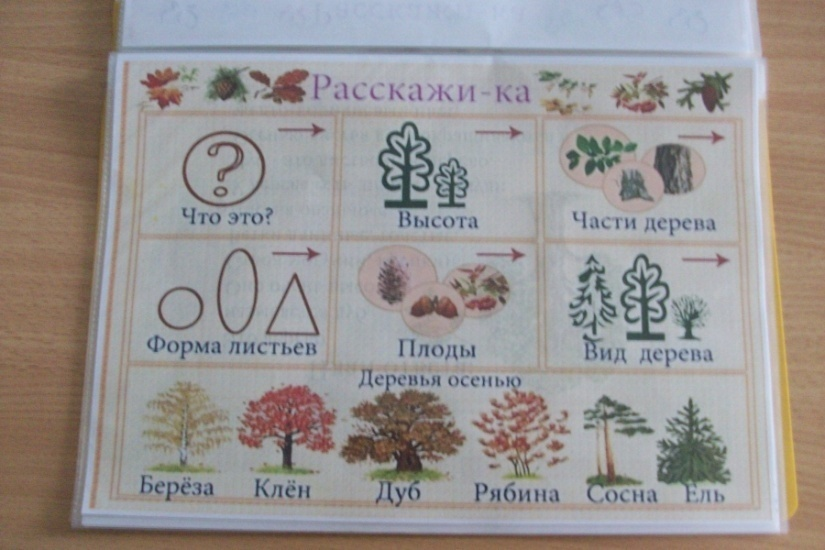 Расскажи-ка
Что это?
Высота
Части дерева
Форма листьев
Плоды
Вид дерева
Деревья осенью
Берёза
Клён
Дуб
Рябина
Сосна
Ель